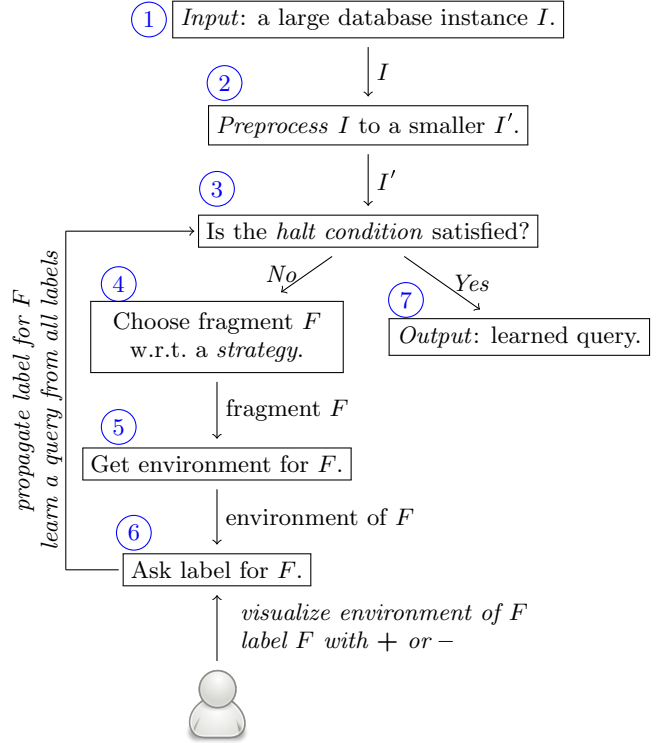 1
Input: a large database instance I.
I
2
Preprocess I to a smaller I′.
I′
3
Is the halt condition satisfied?
No
Yes
4
Choose fragment F
w.r.t. a strategy.
7
Output: learned query.
fragment F
5
Get environment for F.
environment of F
6
Ask label for F.
propagate label for F
learn a query from all labels
visualize environment of F
label F with + or −